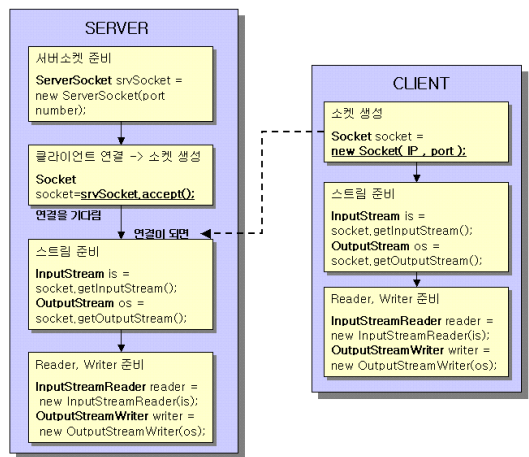 SERVER
서버소켓 준비
ServerSocket srvSocket =
new ServerSocket(port
number);
클라이언트 연결 -> 소켓 생성
Socket
socket=srvSocket.accept();
연결을 기다림
연결이 되면
스트림 준비
InputStream is =
socket.getInputStream();
OutputStream os =
socket.getOutputStream();
Reader, Writer 준비
InputStreamReader reader =
new InputStreamReader(is);
OutputStreamWriter writer =
new OutputStreamWriter(os);
CLIENT
소켓 생성
Socket socket =
new Socket( IP , port );
스트림 준비
InputStream is =
socket.getInputStream();
OutputStream os =
socket.getOutputStream();
Reader, Writer 준비
InputStreamReader reader =
new InputStreamReader(is);
OutputStreamWriter writer =
new OutputStreamWriter(os);